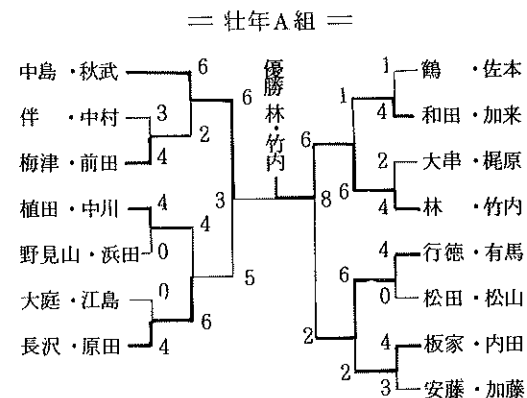 ＝ 壮年A組 ＝
中島・秋武
伴・中村
梅津・前田
植田・中川
野見山・浜田
大庭・江島
長沢・原田
6
3
4
4
0
0
4
6
2
4
6
6
3
5
優勝 林・竹内
8
6
2
1
6
6
2
1
4
2
4
4
0
4
3
鶴・佐本
和田・加来
大串・梶原
林・竹内
行徳・有馬
松田・松山
板家・内田
安藤・加藤